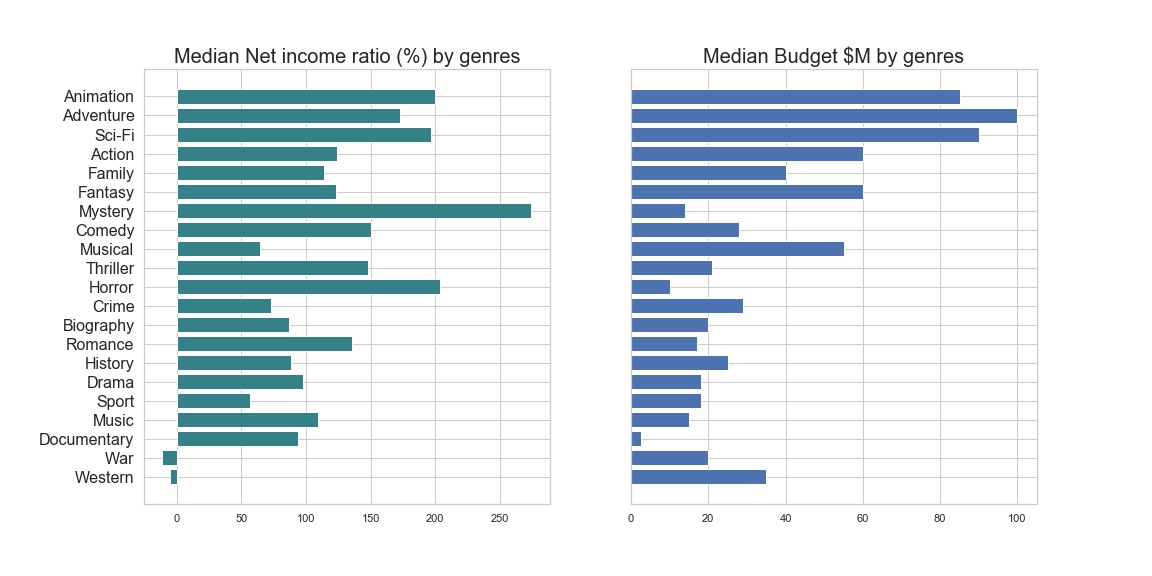 Median Net income ratio (%) by genres
Median Budget $M by genres
Animation
Adventure
Sci-Fi
Action
Family
Fantasy
Mystery
Comedy
Musical
Thriller
Horror
Crime
Biography
Romance
History
Drama
Sport
Music
Documentary
War
Western
0 50 100 150 200 250
0 20 40 60 80 100